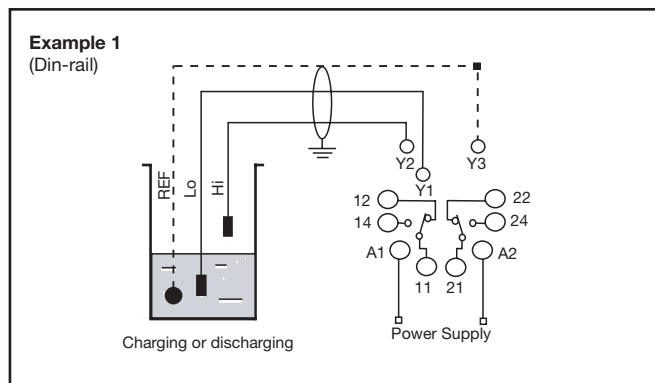 Example 1
(Din-rail)
REF
Lo
Hi
Y2
Y3
Y1
12
22
14
24
A1
A2
11
21
Power Supply
Charging or discharging